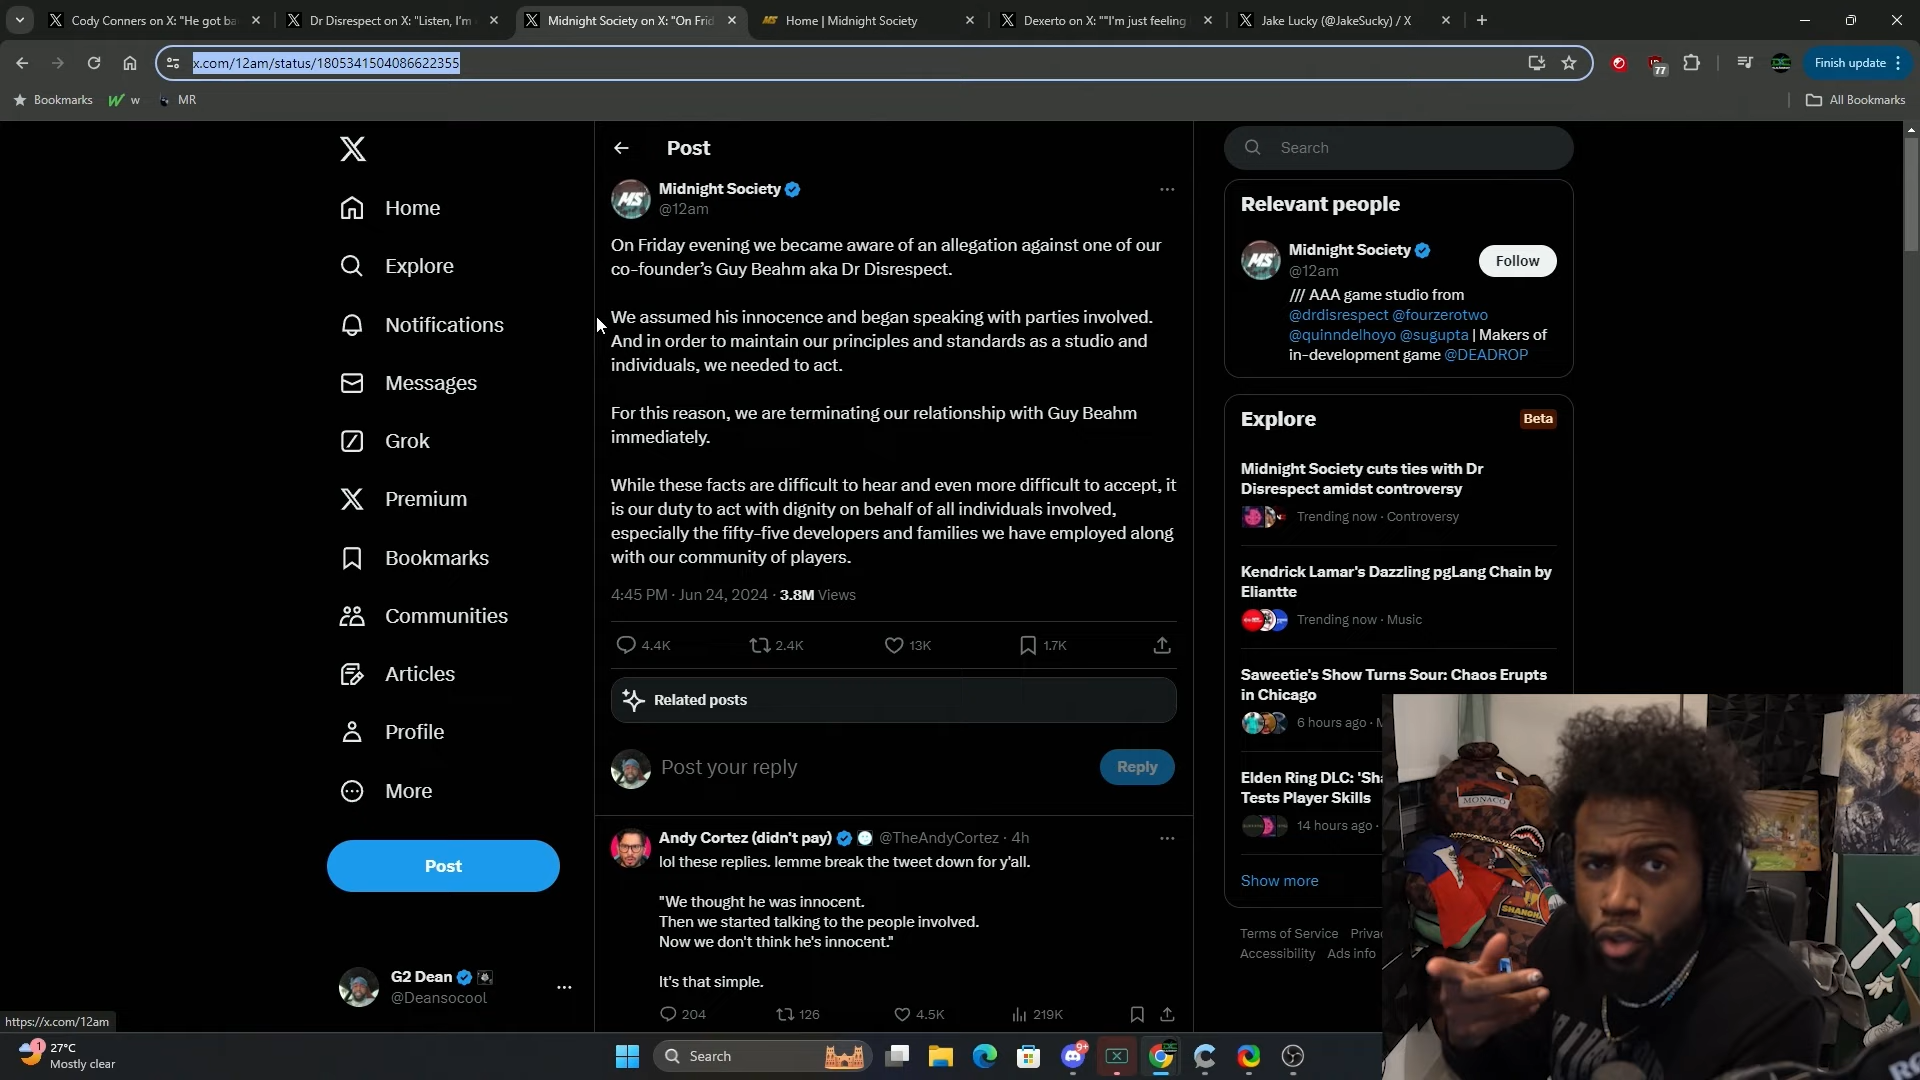 Cody Conners on X: "He got ba
Dr Disrespect on X: "Listen, I'm
Midnight Society on X: "On Frid
Home | Midnight Society
Dexerto on X: ""I'm just feeling
Jake Lucky (@JakeSucky) / X
x.com/12am/status/1805341504086622355
77
Finish update
Bookmarks
w
MR
All Bookmarks
Home
Explore
Notifications
Messages
Grok
Premium
Bookmarks
Communities
Articles
Profile
More
Post
G2 Dean
@Deansocool
https://x.com/12am
Post
MS
Midnight Society
@12am
On Friday evening we became aware of an allegation against one of our
co-founder's Guy Beahm aka Dr Disrespect.
We assumed his innocence and began speaking with parties involved.
And in order to maintain our principles and standards as a studio and
individuals, we needed to act.
For this reason, we are terminating our relationship with Guy Beahm
immediately.
While these facts are difficult to hear and even more difficult to accept, it
is our duty to act with dignity on behalf of all individuals involved,
especially the fifty-five developers and families we have employed along
with our community of players.
4:45 PM · Jun 24, 2024 · 3.8M Views
4.4K 2.4K 13K 1.7K
Related posts
Post your reply
Reply
Andy Cortez (didn't pay) @TheAndyCortez · 4h
lol these replies. lemme break the tweet down for y'all.
"We thought he was innocent.
Then we started talking to the people involved.
Now we don't think he's innocent."
It's that simple.
204 126 4.5K 219K
Search
Relevant people
MS
Midnight Society
@12am
Follow
/// AAA game studio from
@drdisrespect @fourzerotwo
@quinndelhoyo @sugupta | Makers of
in-development game @DEADROP
Explore
Beta
Midnight Society cuts ties with Dr
Disrespect amidst controversy
Trending now · Controversy
Kendrick Lamar's Dazzling pgLang Chain by
Eliantte
Trending now · Music
Saweetie's Show Turns Sour: Chaos Erupts
in Chicago
6 hours ago · M
Elden Ring DLC: 'Sha
Tests Player Skills
14 hours ago ·
Show more
Terms of Service Privac
Accessibility Ads info
MONACO
SHANGH
1
27°C
Mostly clear
Search
9+